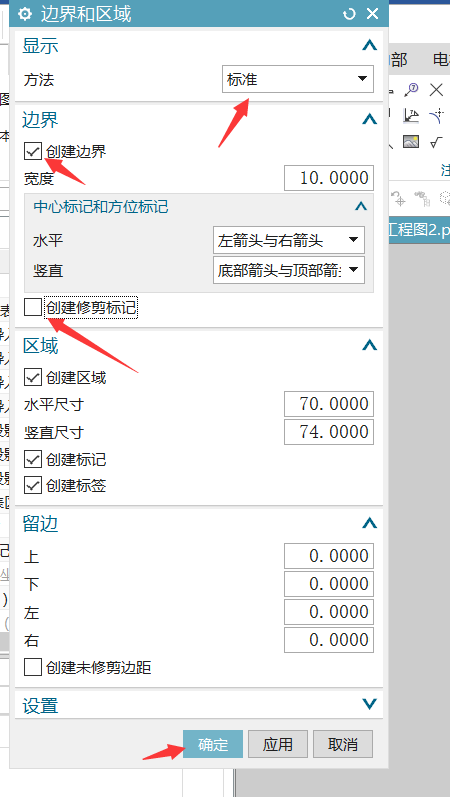 边界和区域
显示
方法 标准
边界
创建边界
宽度 10.0000
中心标记和方位标记
水平 左箭头与右箭头
竖直 底部箭头与顶部箭
创建修剪标记
区域
创建区域
水平尺寸 70.0000
竖直尺寸 74.0000
创建标记
创建标签
留边
上 0.0000
下 0.0000
左 0.0000
右 0.0000
创建未修剪边距
设置
确定 应用 取消
部
电
注
工程图2.p
图
本
表